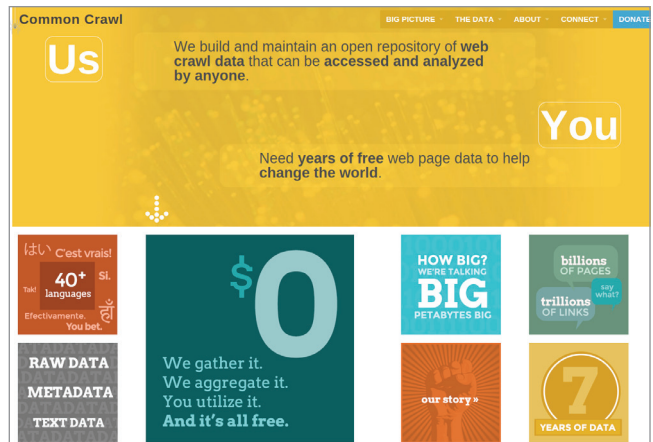 Common Crawl
BIG PICTURE
THE DATA
ABOUT
CONNECT
DONATE
Us
We build and maintain an open repository of web
crawl data that can be accessed and analyzed
by anyone.
You
Need years of free web page data to help
change the world.
はい C'est vrais!
Tak! 40+ languages Si.
Efectivamente. हाँ
You bet.
$0
We gather it.
We aggregate it.
You utilize it.
And it's all free.
HOW BIG?
WE'RE TALKING
BIG
PETABYTES BIG
billions
OF PAGES
say
what?
trillions
OF LINKS
RAW DATA
METADATA
TEXT DATA
our story »
7
YEARS OF DATA